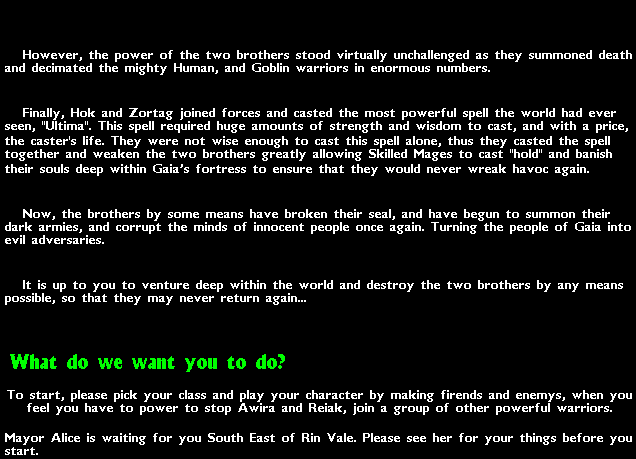 However, the power of the two brothers stood virtually unchallenged as they summoned death
and decimated the mighty Human, and Goblin warriors in enormous numbers.
Finally, Hok and Zortag joined forces and casted the most powerful spell the world had ever
seen, "Ultima". This spell required huge amounts of strength and wisdom to cast, and with a price,
the caster's life. They were not wise enough to cast this spell alone, thus they casted the spell
together and weaken the two brothers greatly allowing Skilled Mages to cast "hold" and banish
their souls deep within Gaia's fortress to ensure that they would never wreak havoc again.
Now, the brothers by some means have broken their seal, and have begun to summon their
dark armies, and corrupt the minds of innocent people once again. Turning the people of Gaia into
evil adversaries.
It is up to you to venture deep within the world and destroy the two brothers by any means
possible, so that they may never return again...
What do we want you to do?
To start, please pick your class and play your character by making firends and enemys, when you
feel you have to power to stop Awira and Reiak, join a group of other powerful warriors.
Mayor Alice is waiting for you South East of Rin Vale. Please see her for your things before you
start.